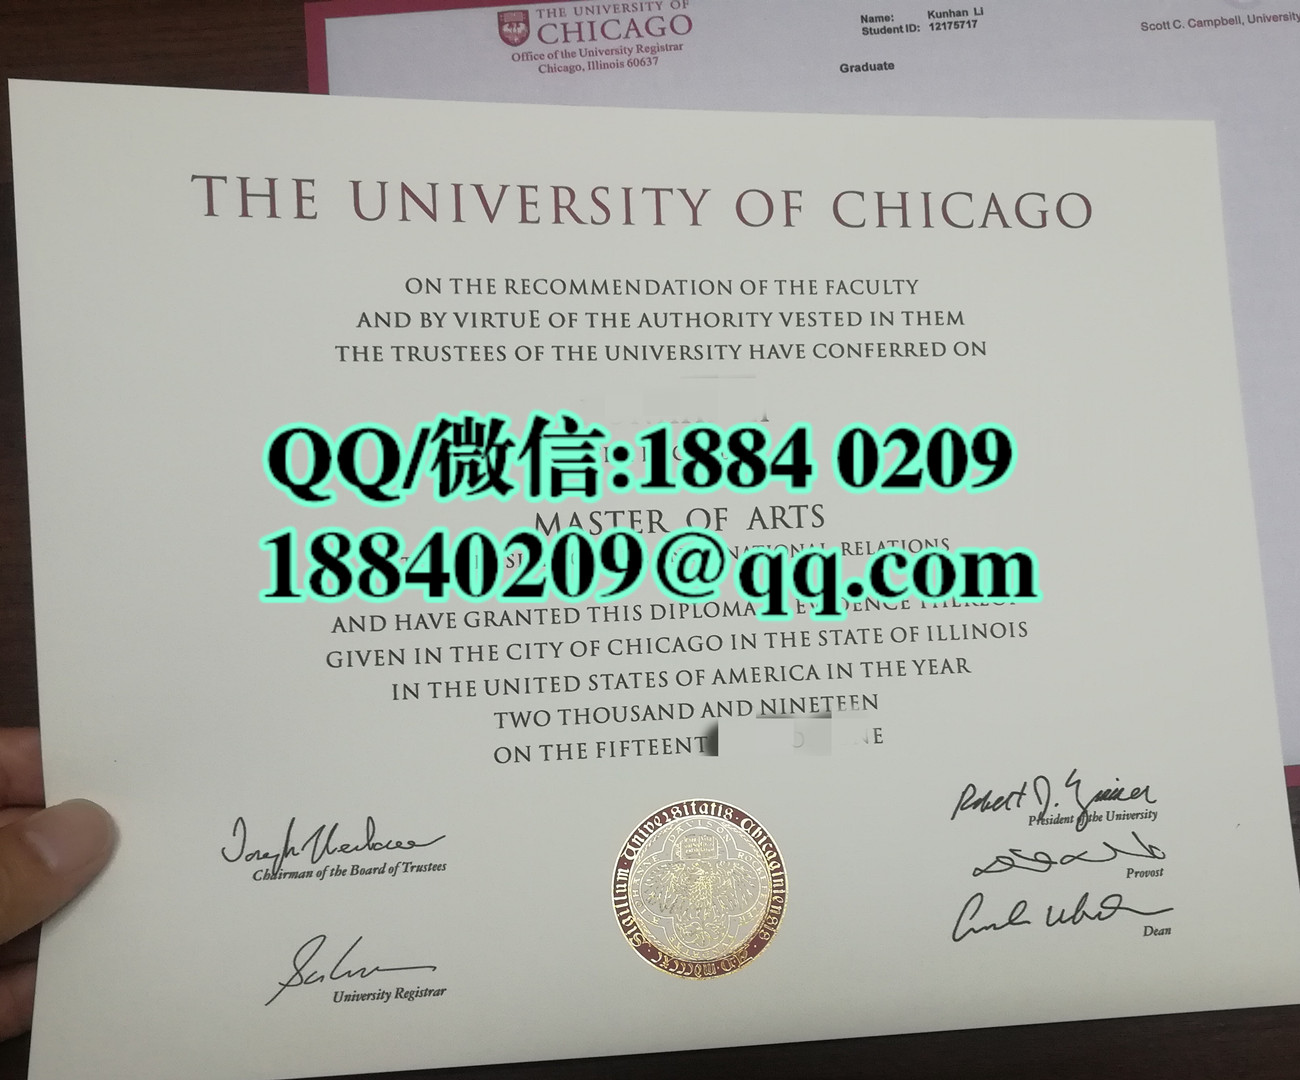 THE UNIVERSITY OF
CHICAGO
Office of the University Registrar
Chicago, Illinois 60637
Name: Kunhan Li
Student ID: 12175717
Graduate
Scott C. Campbell, University
THE UNIVERSITY OF CHICAGO
ON THE RECOMMENDATION OF THE FACULTY
AND BY VIRTUE OF THE AUTHORITY VESTED IN THEM
THE TRUSTEES OF THE UNIVERSITY HAVE CONFERRED ON
QQ/微信:1884 0209
MASTER OF ARTS
RELATIONS
18840209@qq.com
AND HAVE GRANTED THIS DIPLOMA
GIVEN IN THE CITY OF CHICAGO IN THE STATE OF ILLINOIS
IN THE UNITED STATES OF AMERICA IN THE YEAR
TWO THOUSAND AND NINETEEN
ON THE FIFTEENT
Chairman of the Board of Trustees
University Registrar
President of the University
Provost
Dean